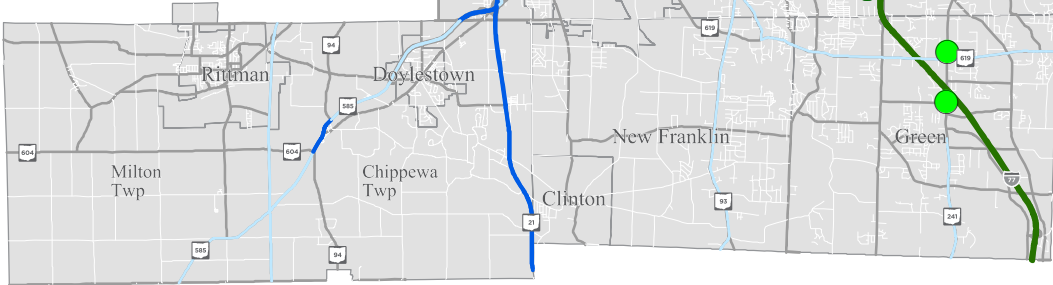 94
Rittman
Doylestown
585
619
619
604
604
New Franklin
Green
Milton
Twp
Chippewa
Twp
77
Clinton
93
21
241
585
94